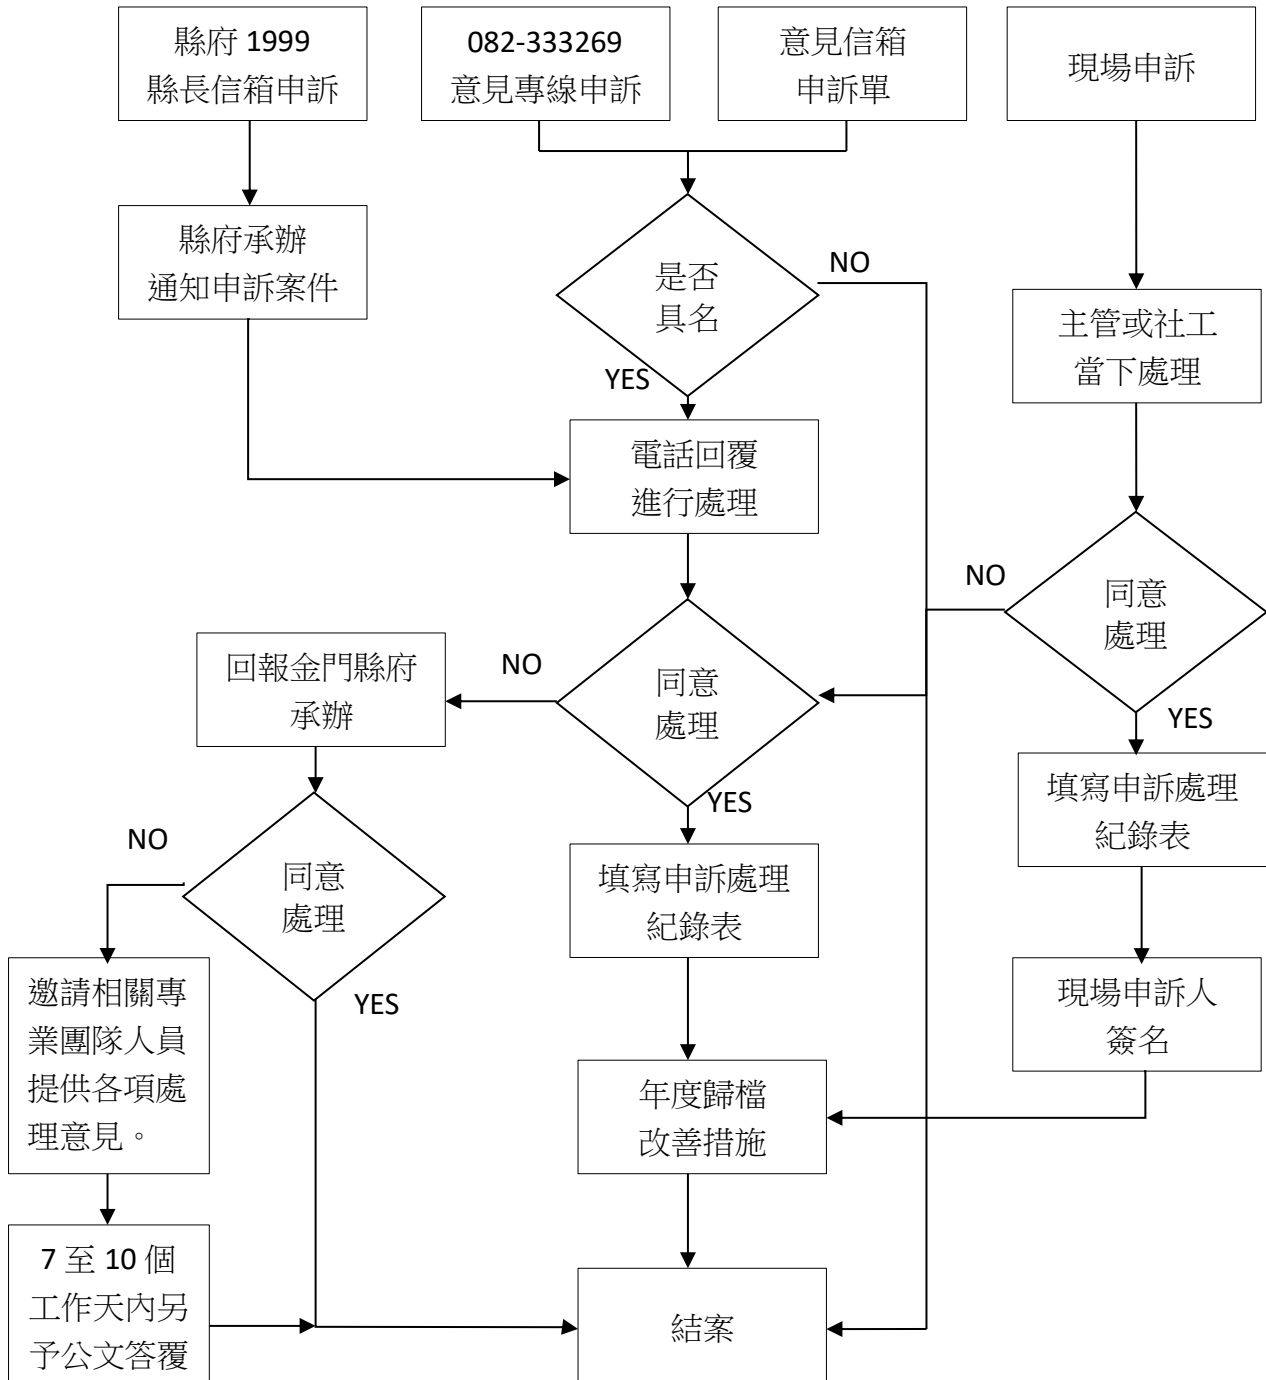 縣府 1999
縣長信箱申訴
082-333269
意見專線申訴
意見信箱
申訴單
現場申訴
縣府承辦
通知申訴案件
是否
具名
NO
YES
主管或社工
當下處理
電話回覆
進行處理
NO
同意
處理
YES
回報金門縣府
承辦
NO
同意
處理
YES
填寫申訴處理
紀錄表
NO
同意
處理
YES
填寫申訴處理
紀錄表
邀請相關專
業團隊人員
提供各項處
理意見。
現場申訴人
簽名
年度歸檔
改善措施
7 至 10 個
工作天內另
予公文答覆
結案